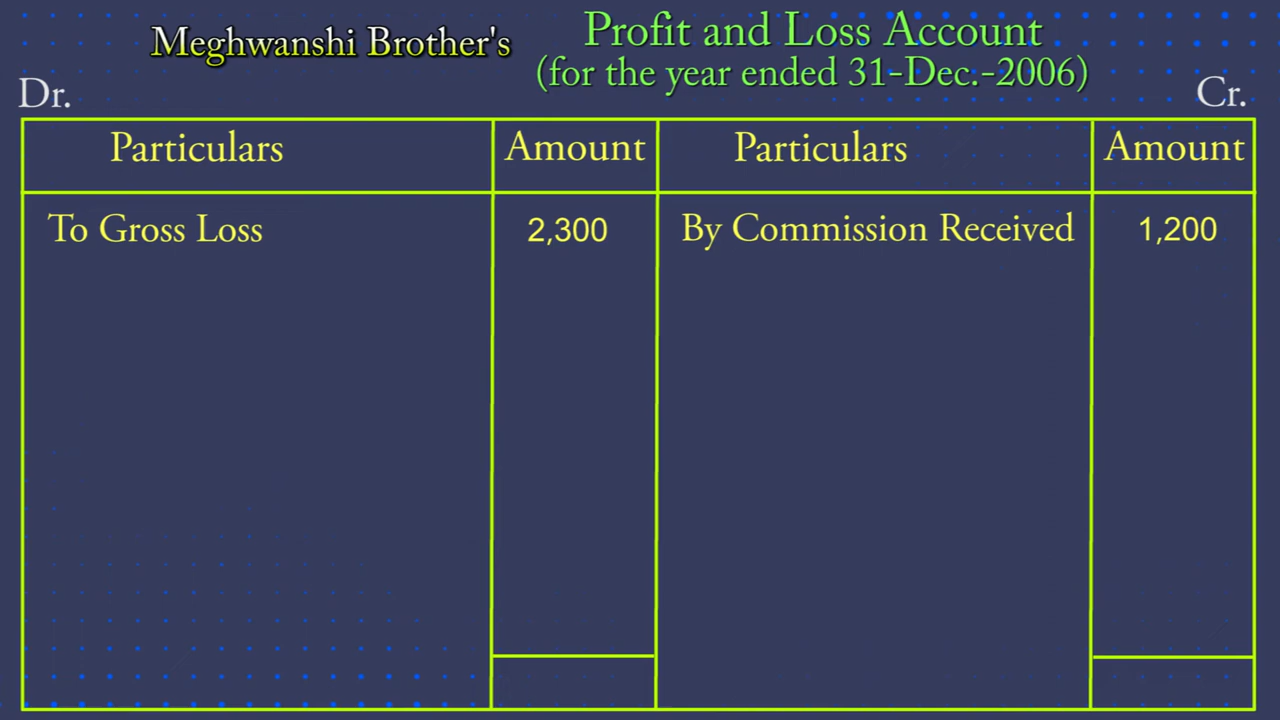 Meghwanshi Brother's
Profit and Loss Account
(for the year ended 31-Dec.-2006)
Dr.
Cr.
Particulars Amount Particulars Amount
To Gross Loss 2,300 By Commission Received 1,200